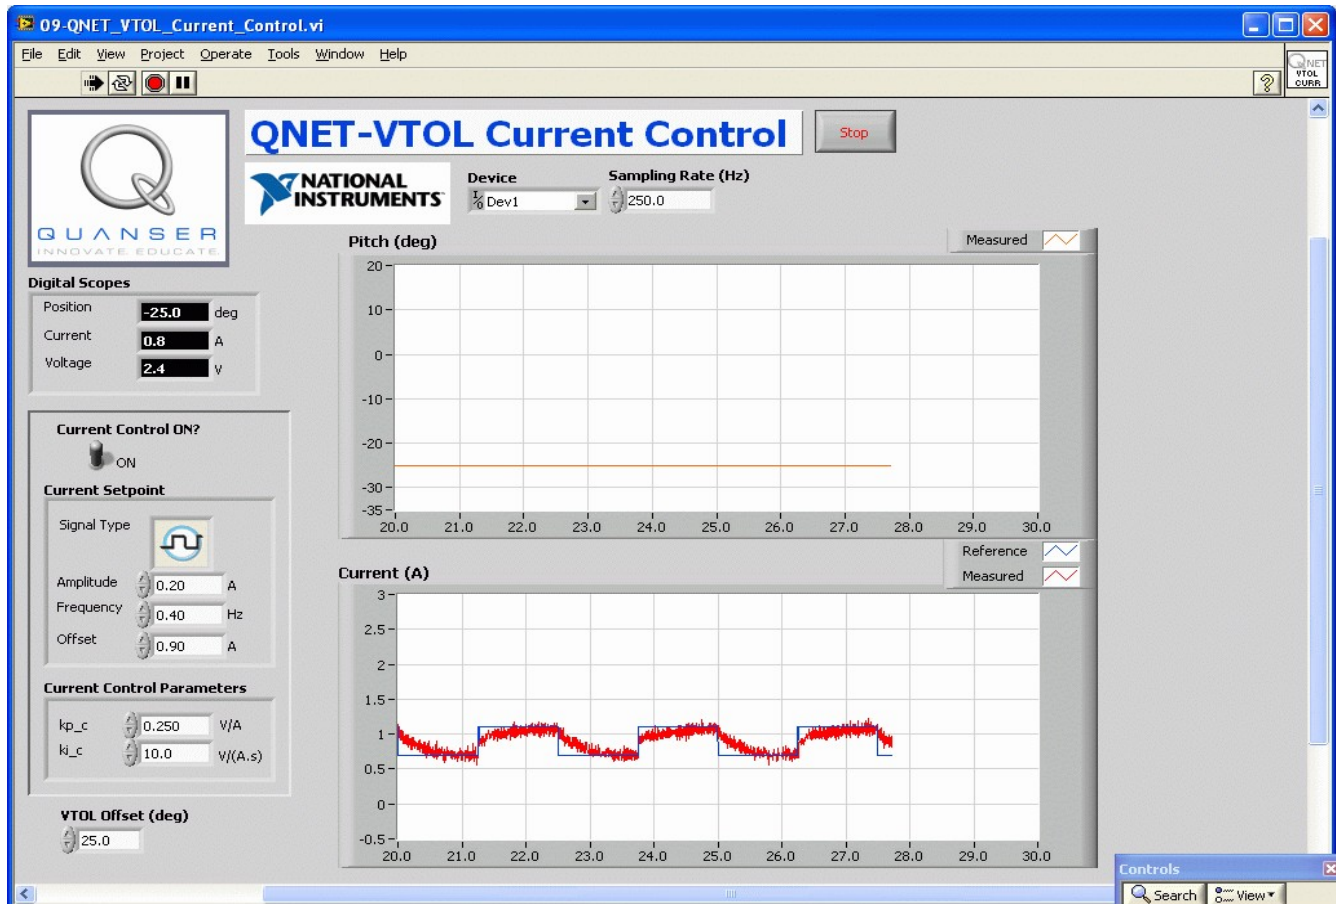 09-QNET_VTOL_Current_Control.vi
File Edit View Project Operate Tools Window Help
QNET
VTOL
CURR
QUANSER
INNOVATE. EDUCATE.
QNET-VTOL Current Control
Stop
NATIONAL
INSTRUMENTS
Device
Dev1
Sampling Rate (Hz)
250.0
Digital Scopes
Position -25.0 deg
Current 0.8 A
Voltage 2.4 V
Current Control ON?
ON
Current Setpoint
Signal Type
Amplitude 0.20 A
Frequency 0.40 Hz
Offset 0.90 A
Current Control Parameters
kp_c 0.250 V/A
ki_c 10.0 V/(A.s)
VTOL Offset (deg)
25.0
Pitch (deg)
Measured
20
10
0
-10
-20
-30
-35
20.0 21.0 22.0 23.0 24.0 25.0 26.0 27.0 28.0 29.0 30.0
Current (A)
Reference
Measured
3
2.5
2
1.5
1
0.5
0
-0.5
20.0 21.0 22.0 23.0 24.0 25.0 26.0 27.0 28.0 29.0 30.0
Controls
Search View